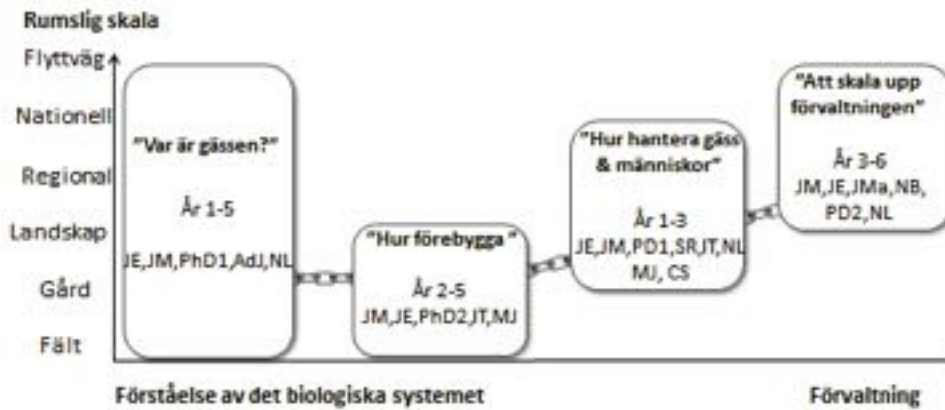 Rumslig skala
Flyttväg
Nationell
Regional
Landskap
Gård
Fält
"Var är gässen?"
År 1-5
JE,JM,PhD1,AdJ,NL
"Hur förebygga "
År 2-5
JM,JE,PhD2,JT,MJ
"Hur hantera gäss
& människor"
År 1-3
JE,JM,PD1,SR,JT,NL
MJ, CS
"Att skala upp
förvaltningen"
År 3-6
JM,JE,JMa,NB,
PD2,NL
Förståelse av det biologiska systemet
Förvaltning